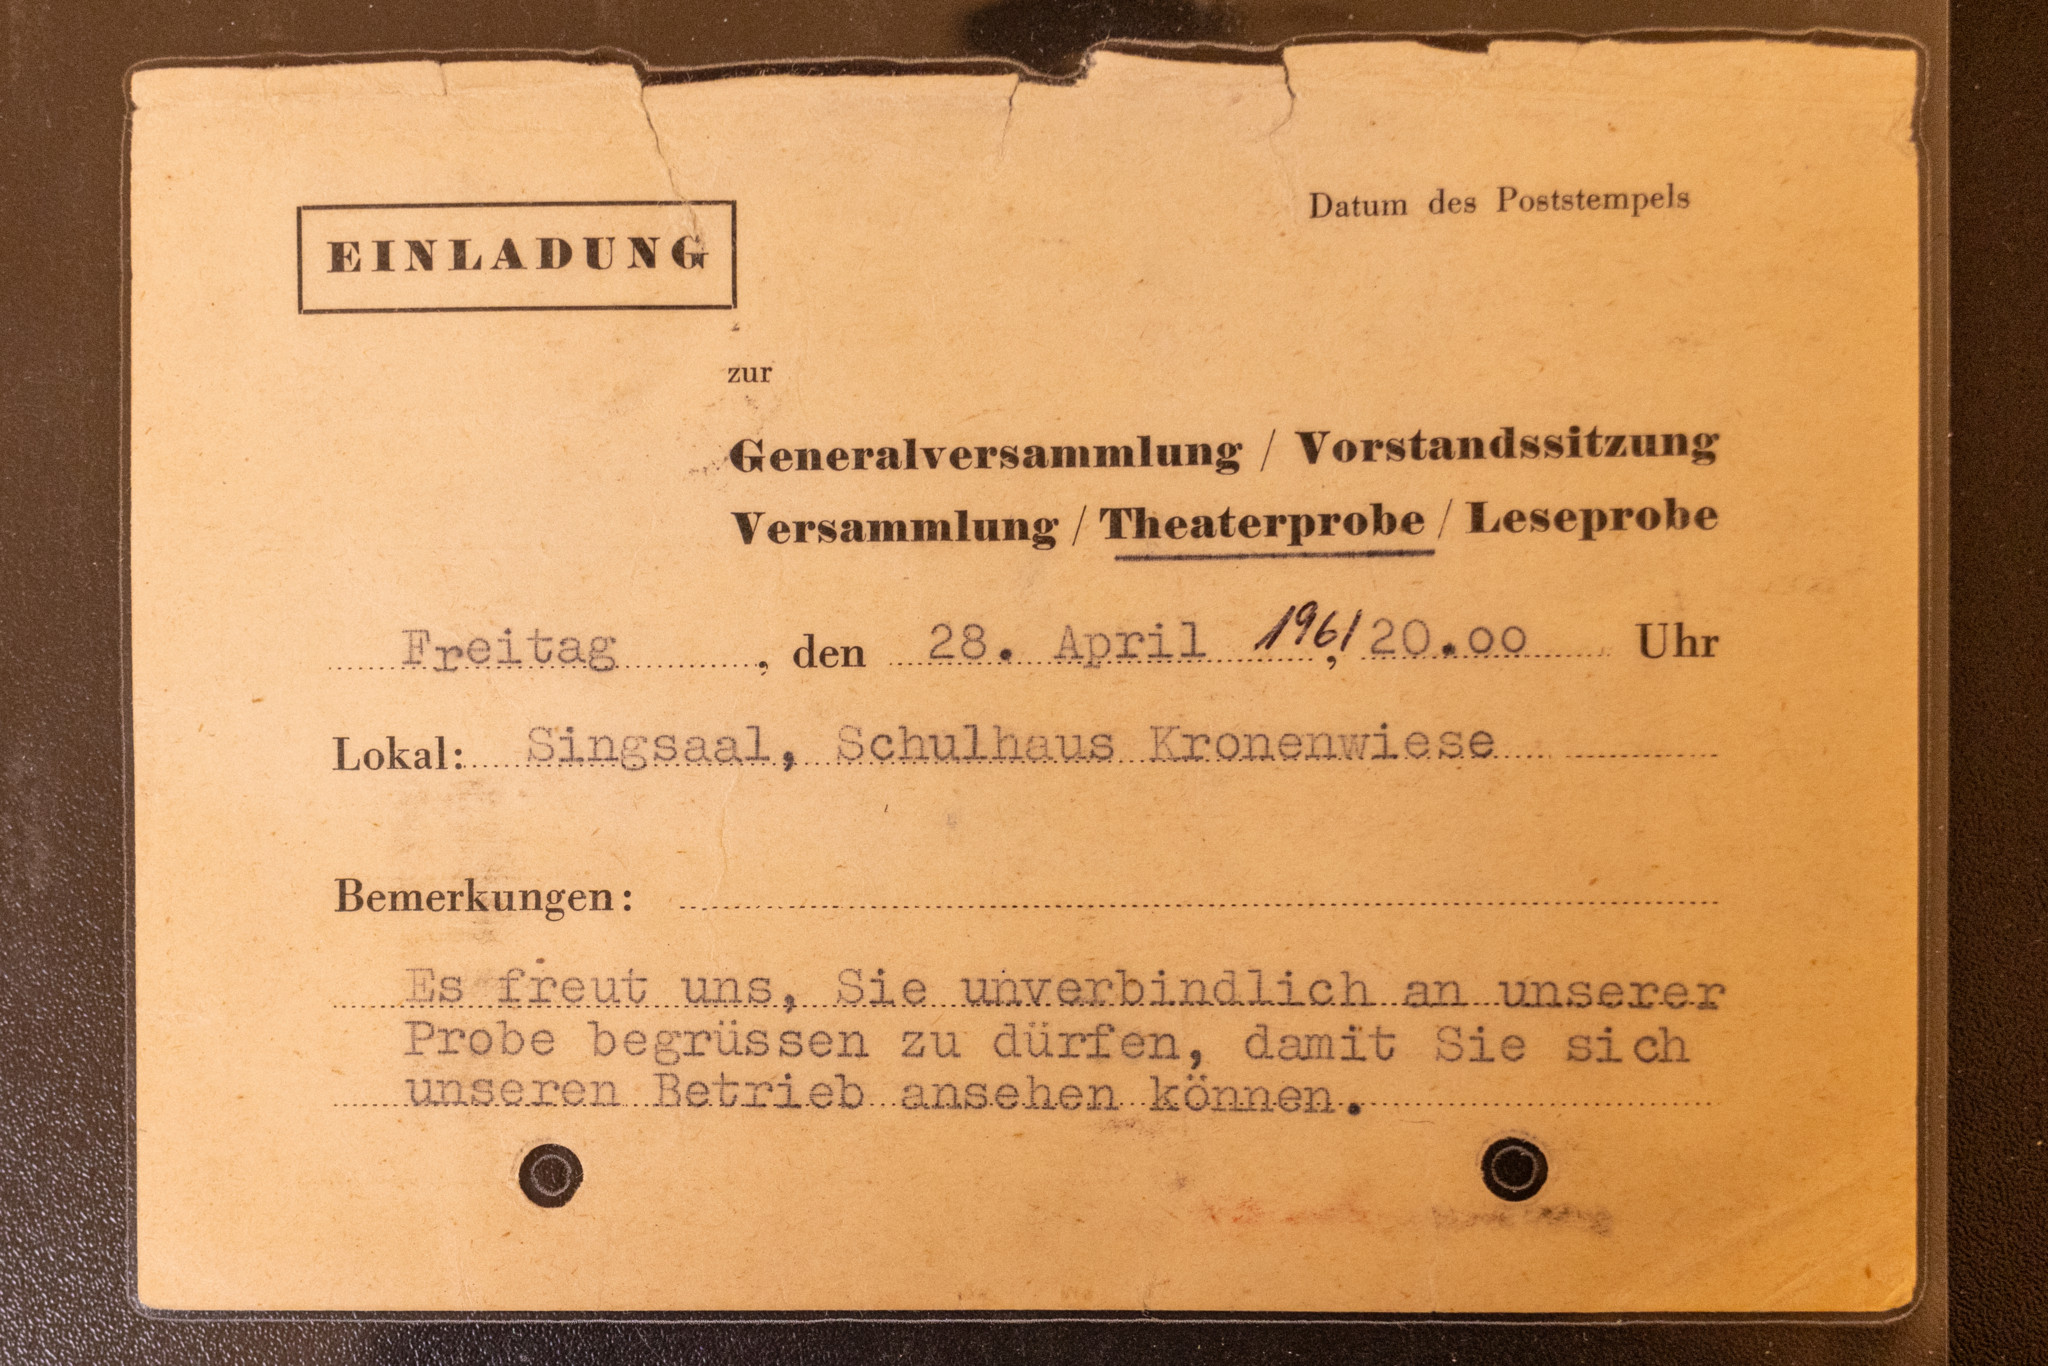 EINLADUNG
Datum des Poststempels
zur
Generalversammlung / Vorstandssitzung
Versammlung / Theaterprobe / Leseprobe
Freitag, den 28. April 1961, 20.oo Uhr
Lokal: Singsaal, Schulhaus Kronenwiese
Bemerkungen:
Es freut uns, Sie unverbindlich an unserer
Probe begrüssen zu dürfen, damit Sie sich
unseren Betrieb ansehen können.